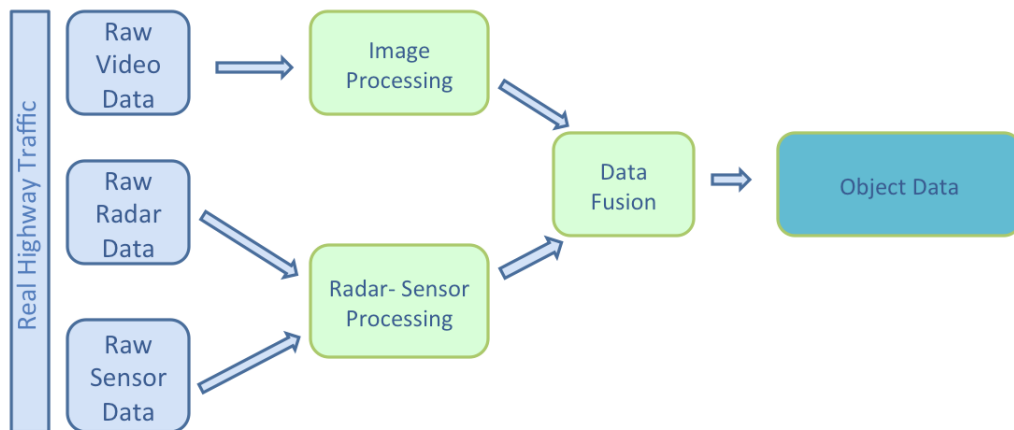 Real Highway Traffic
Raw
Video
Data
Image
Processing
Raw
Radar
Data
Data
Fusion
Object Data
Radar- Sensor
Processing
Raw
Sensor
Data